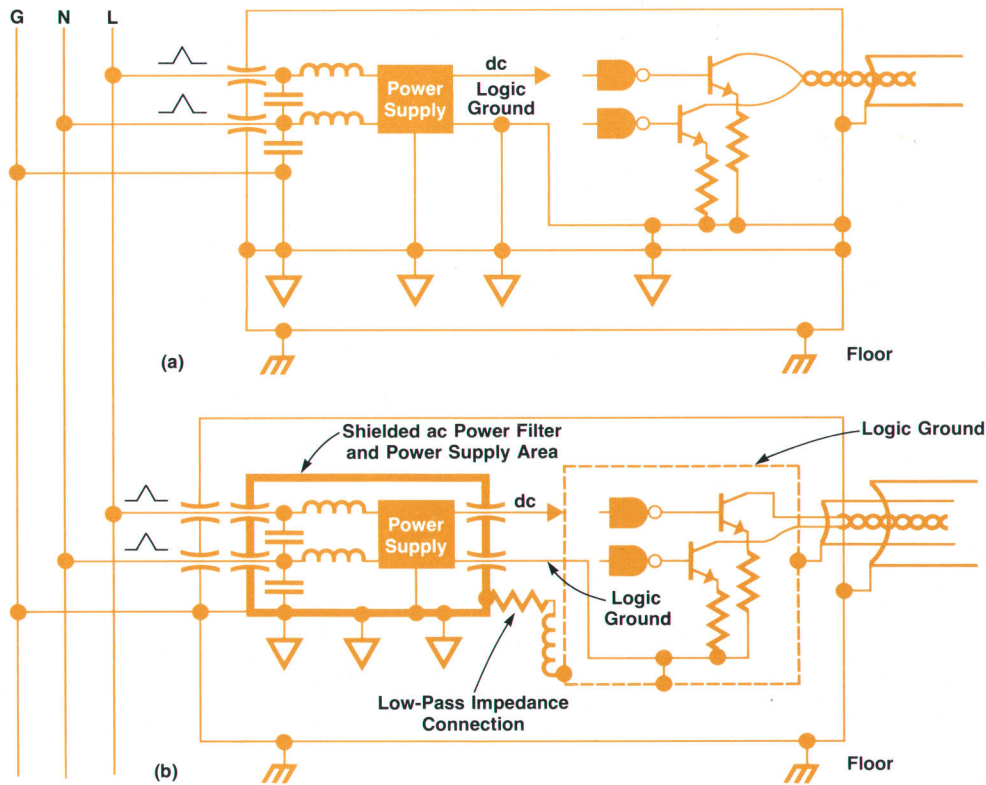 G N L
dc
Logic
Ground
Power
Supply
(a)
Floor
Shielded ac Power Filter
and Power Supply Area
Logic Ground
dc
Power
Supply
Logic
Ground
Low-Pass Impedance
Connection
(b)
Floor